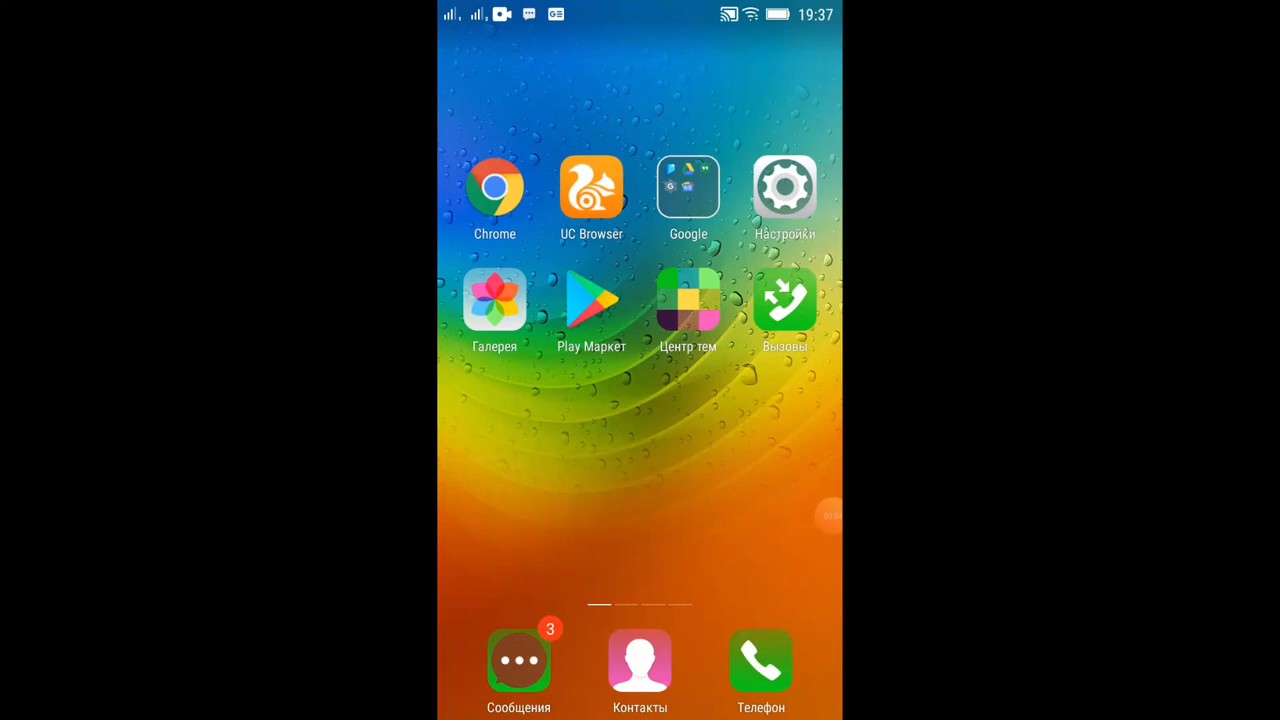 19:37
Chrome
UC Browser
Google
Настройки
Галерея
Play Маркет
Центр тем
Вызовы
3
Сообщения
Контакты
Телефон